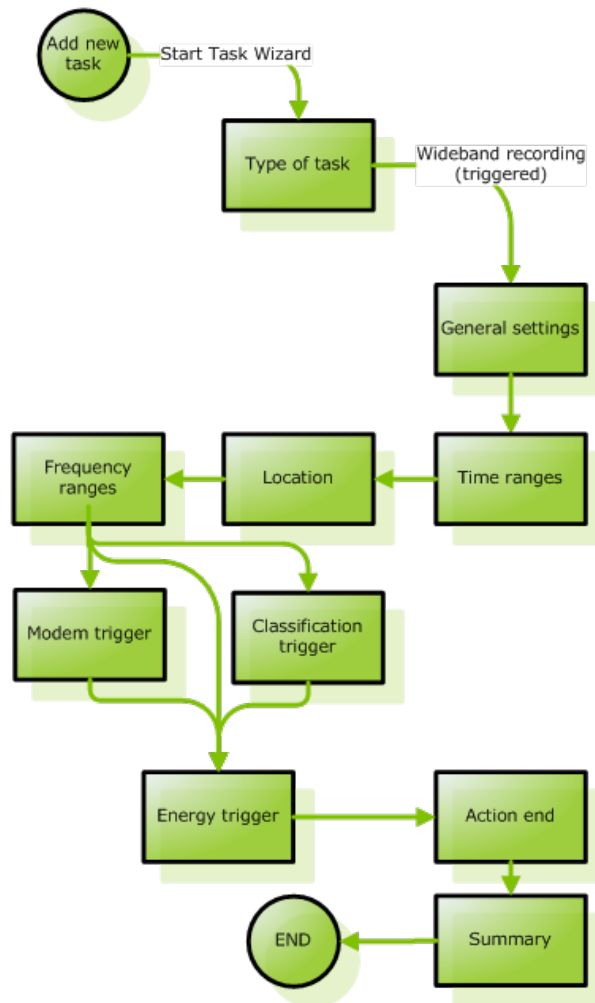 Add new
task
Start Task Wizard
Type of task
Wideband recording
(triggered)
General settings
Time ranges
Location
Frequency
ranges
Modem trigger
Classification
trigger
Energy trigger
Action end
Summary
END